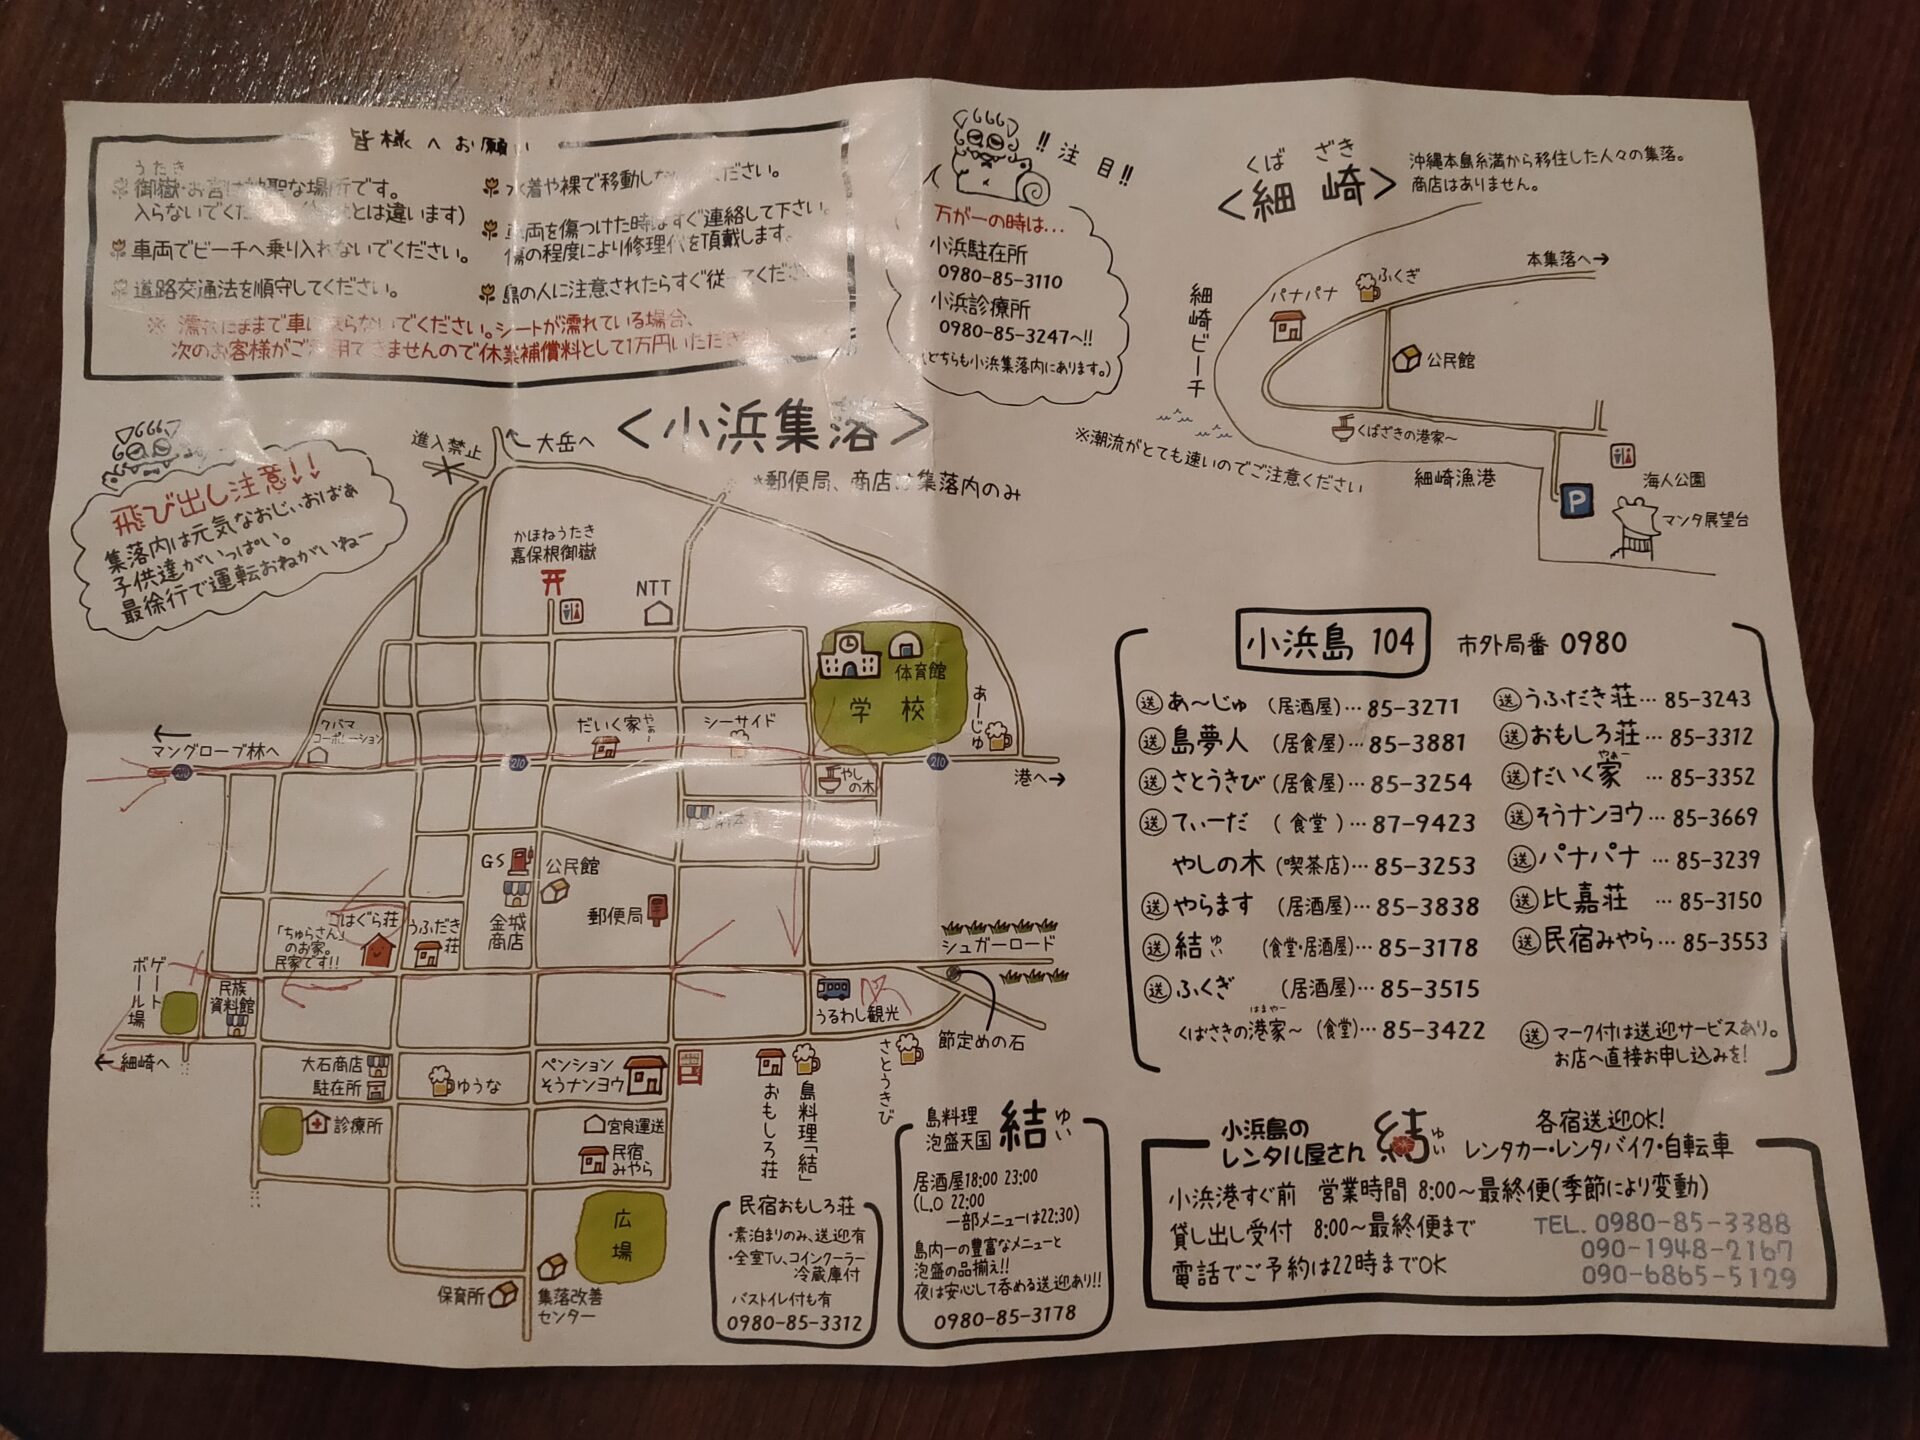 皆様へお願い
うたき
御嶽・お宮は神聖な場所です。
入らないでください
とは違います)
車両でビーチへ乗り入れないでください。
道路交通法を順守してください。
水着や裸で移動しないでください。
車両を傷つけた時はすぐ連絡して下さい。
傷の程度により修理代を頂戴します。
島の人に注意されたらすぐ従ってください
※ 濡れたままで車に乗らないでください。シートが濡れている場合、
次のお客様がご利用できませんので休業補償料として1万円いただき
!!注目!!
万が一の時は…
小浜駐在所
0980-85-3110
小浜診療所
0980-85-3247へ!!
(どちらも小浜集落内にあります。)
くばざき
<細崎>
沖縄本島糸満から移住した人々の集落。
商店はありません。
本集落へ→
ふくぎ
パナパナ
細崎ビーチ
公民館
くばざきの港家〜
※潮流がとても速いのでご注意ください
細崎漁港
海人公園
P
マンタ展望台
飛び出し注意!!
集落内は元気なおじぃおばぁ
子供達がいっぱい。
最徐行で運転おねがいねー
<小浜集落>
*郵便局、商店は集落内のみ
進入禁止
大岳へ
かほねうたき
嘉保根御嶽
NTT
体育館
学校
あーじゅ
クバマ
コーポレーション
だいく家
やぁ〜
シーサイド
マングローブ林へ
210
210
210
やし
の木
港へ→
GS
公民館
金城
商店
郵便局
こはぐら荘
「ちゅらさん」
のお家。
民家です!!
うふだき
荘
シュガーロード
ゲート
ボール場
民族
資料館
うるわし観光
節定めの石
←細崎へ
大石商店
駐在所
ゆうな
ペンション
そうナンヨウ
おもしろ荘
島料理「結」
さとうきび
診療所
宮良運送
民宿
みやら
広場
保育所
集落改善
センター
民宿おもしろ荘
・素泊まりのみ、送迎有
・全室TV、コインクーラー
冷蔵庫付
バストイレ付も有
0980-85-3312
島料理
泡盛天国
結
ゆい
居酒屋18:00 23:00
(L.O 22:00
一部メニューは22:30)
島内一の豊富なメニューと
泡盛の品揃え!!
夜は安心して呑める送迎あり!!
0980-85-3178
小浜島 104
市外局番 0980
送 あ〜じゅ (居酒屋)…85-3271
送 島夢人 (居食屋)…85-3881
送 さとうきび (居食屋)…85-3254
送 てぃーだ (食堂)…87-9423
やしの木 (喫茶店)…85-3253
送 やらます (居酒屋)…85-3838
送 結 ゆい (食堂・居酒屋)…85-3178
送 ふくぎ (居酒屋)…85-3515
はまやー
くばざきの港家〜 (食堂)…85-3422
送 うふだき荘…85-3243
送 おもしろ荘…85-3312
やぁー
送 だいく家 …85-3352
送 そうナンヨウ…85-3669
送 パナパナ …85-3239
送 比嘉荘 …85-3150
送 民宿みやら…85-3553
送 マーク付は送迎サービスあり。
お店へ直接お申し込みを!
小浜島の
レンタル屋さん
結
ゆい
各宿送迎OK!
レンタカー・レンタバイク・自転車
小浜港すぐ前 営業時間 8:00〜最終便(季節により変動)
貸し出し受付 8:00〜最終便まで
電話でご予約は22時までOK
TEL. 0980-85-3388
090-1948-2167
090-6865-5129